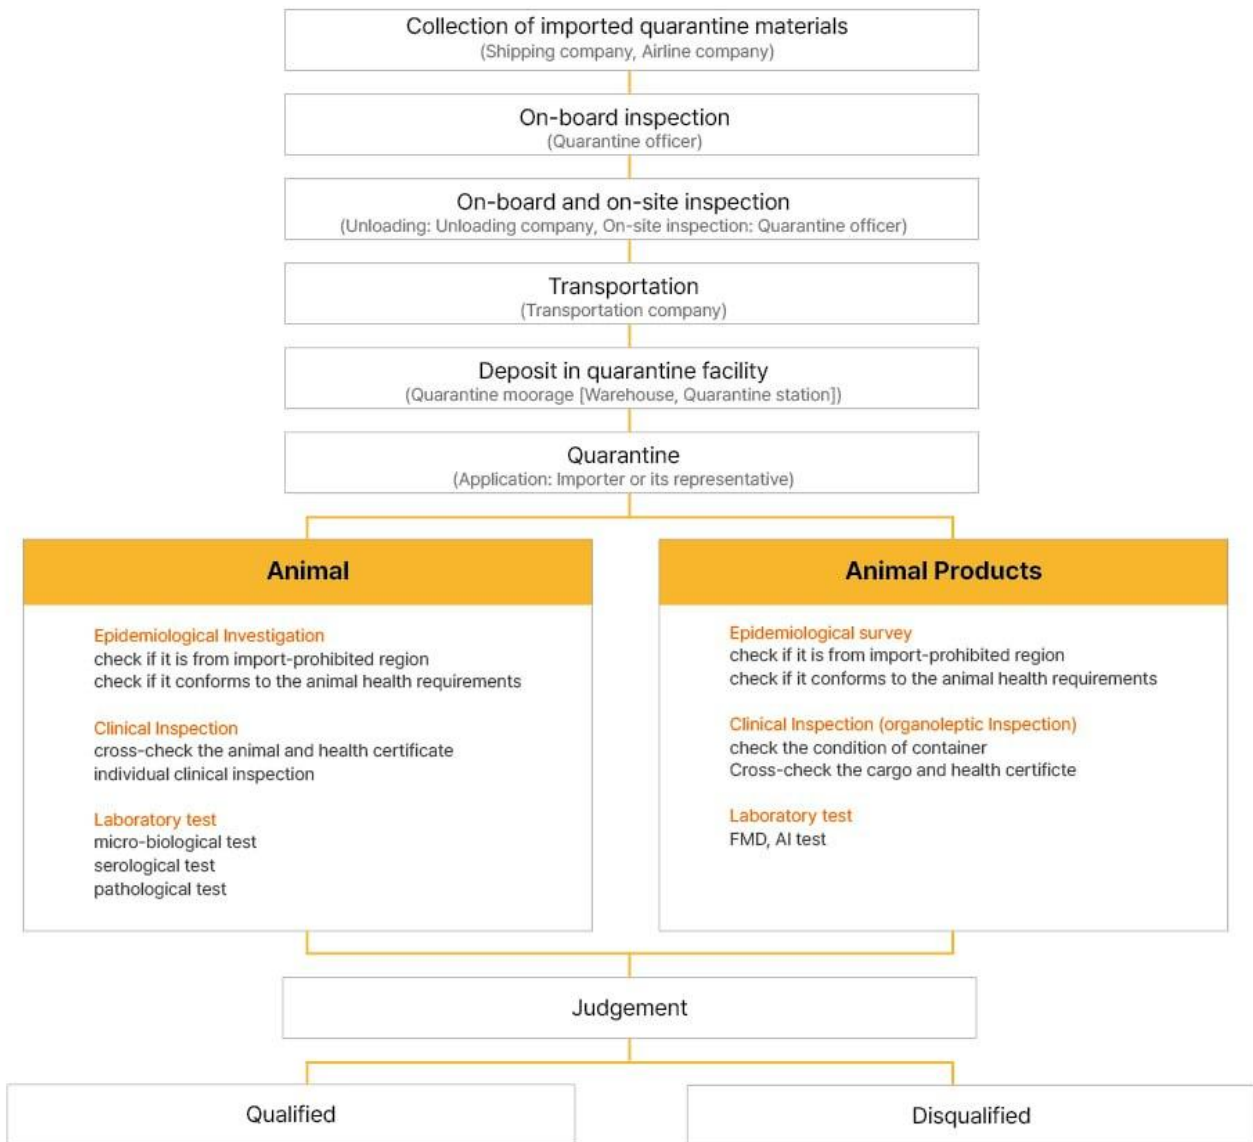 Collection of imported quarantine materials
(Shipping company, Airline company)
On-board inspection
(Quarantine officer)
On-board and on-site inspection
(Unloading: Unloading company, On-site inspection: Quarantine officer)
Transportation
(Transportation company)
Deposit in quarantine facility
(Quarantine moorage [Warehouse, Quarantine station])
Quarantine
(Application: Importer or its representative)
Animal
Epidemiological Investigation
check if it is from import-prohibited region
check if it conforms to the animal health requirements
Clinical Inspection
cross-check the animal and health certificate
individual clinical inspection
Laboratory test
micro-biological test
serological test
pathological test
Animal Products
Epidemiological survey
check if it is from import-prohibited region
check if it conforms to the animal health requirements
Clinical Inspection (organoleptic Inspection)
check the condition of container
Cross-check the cargo and health certificte
Laboratory test
FMD, AI test
Judgement
Qualified
Disqualified